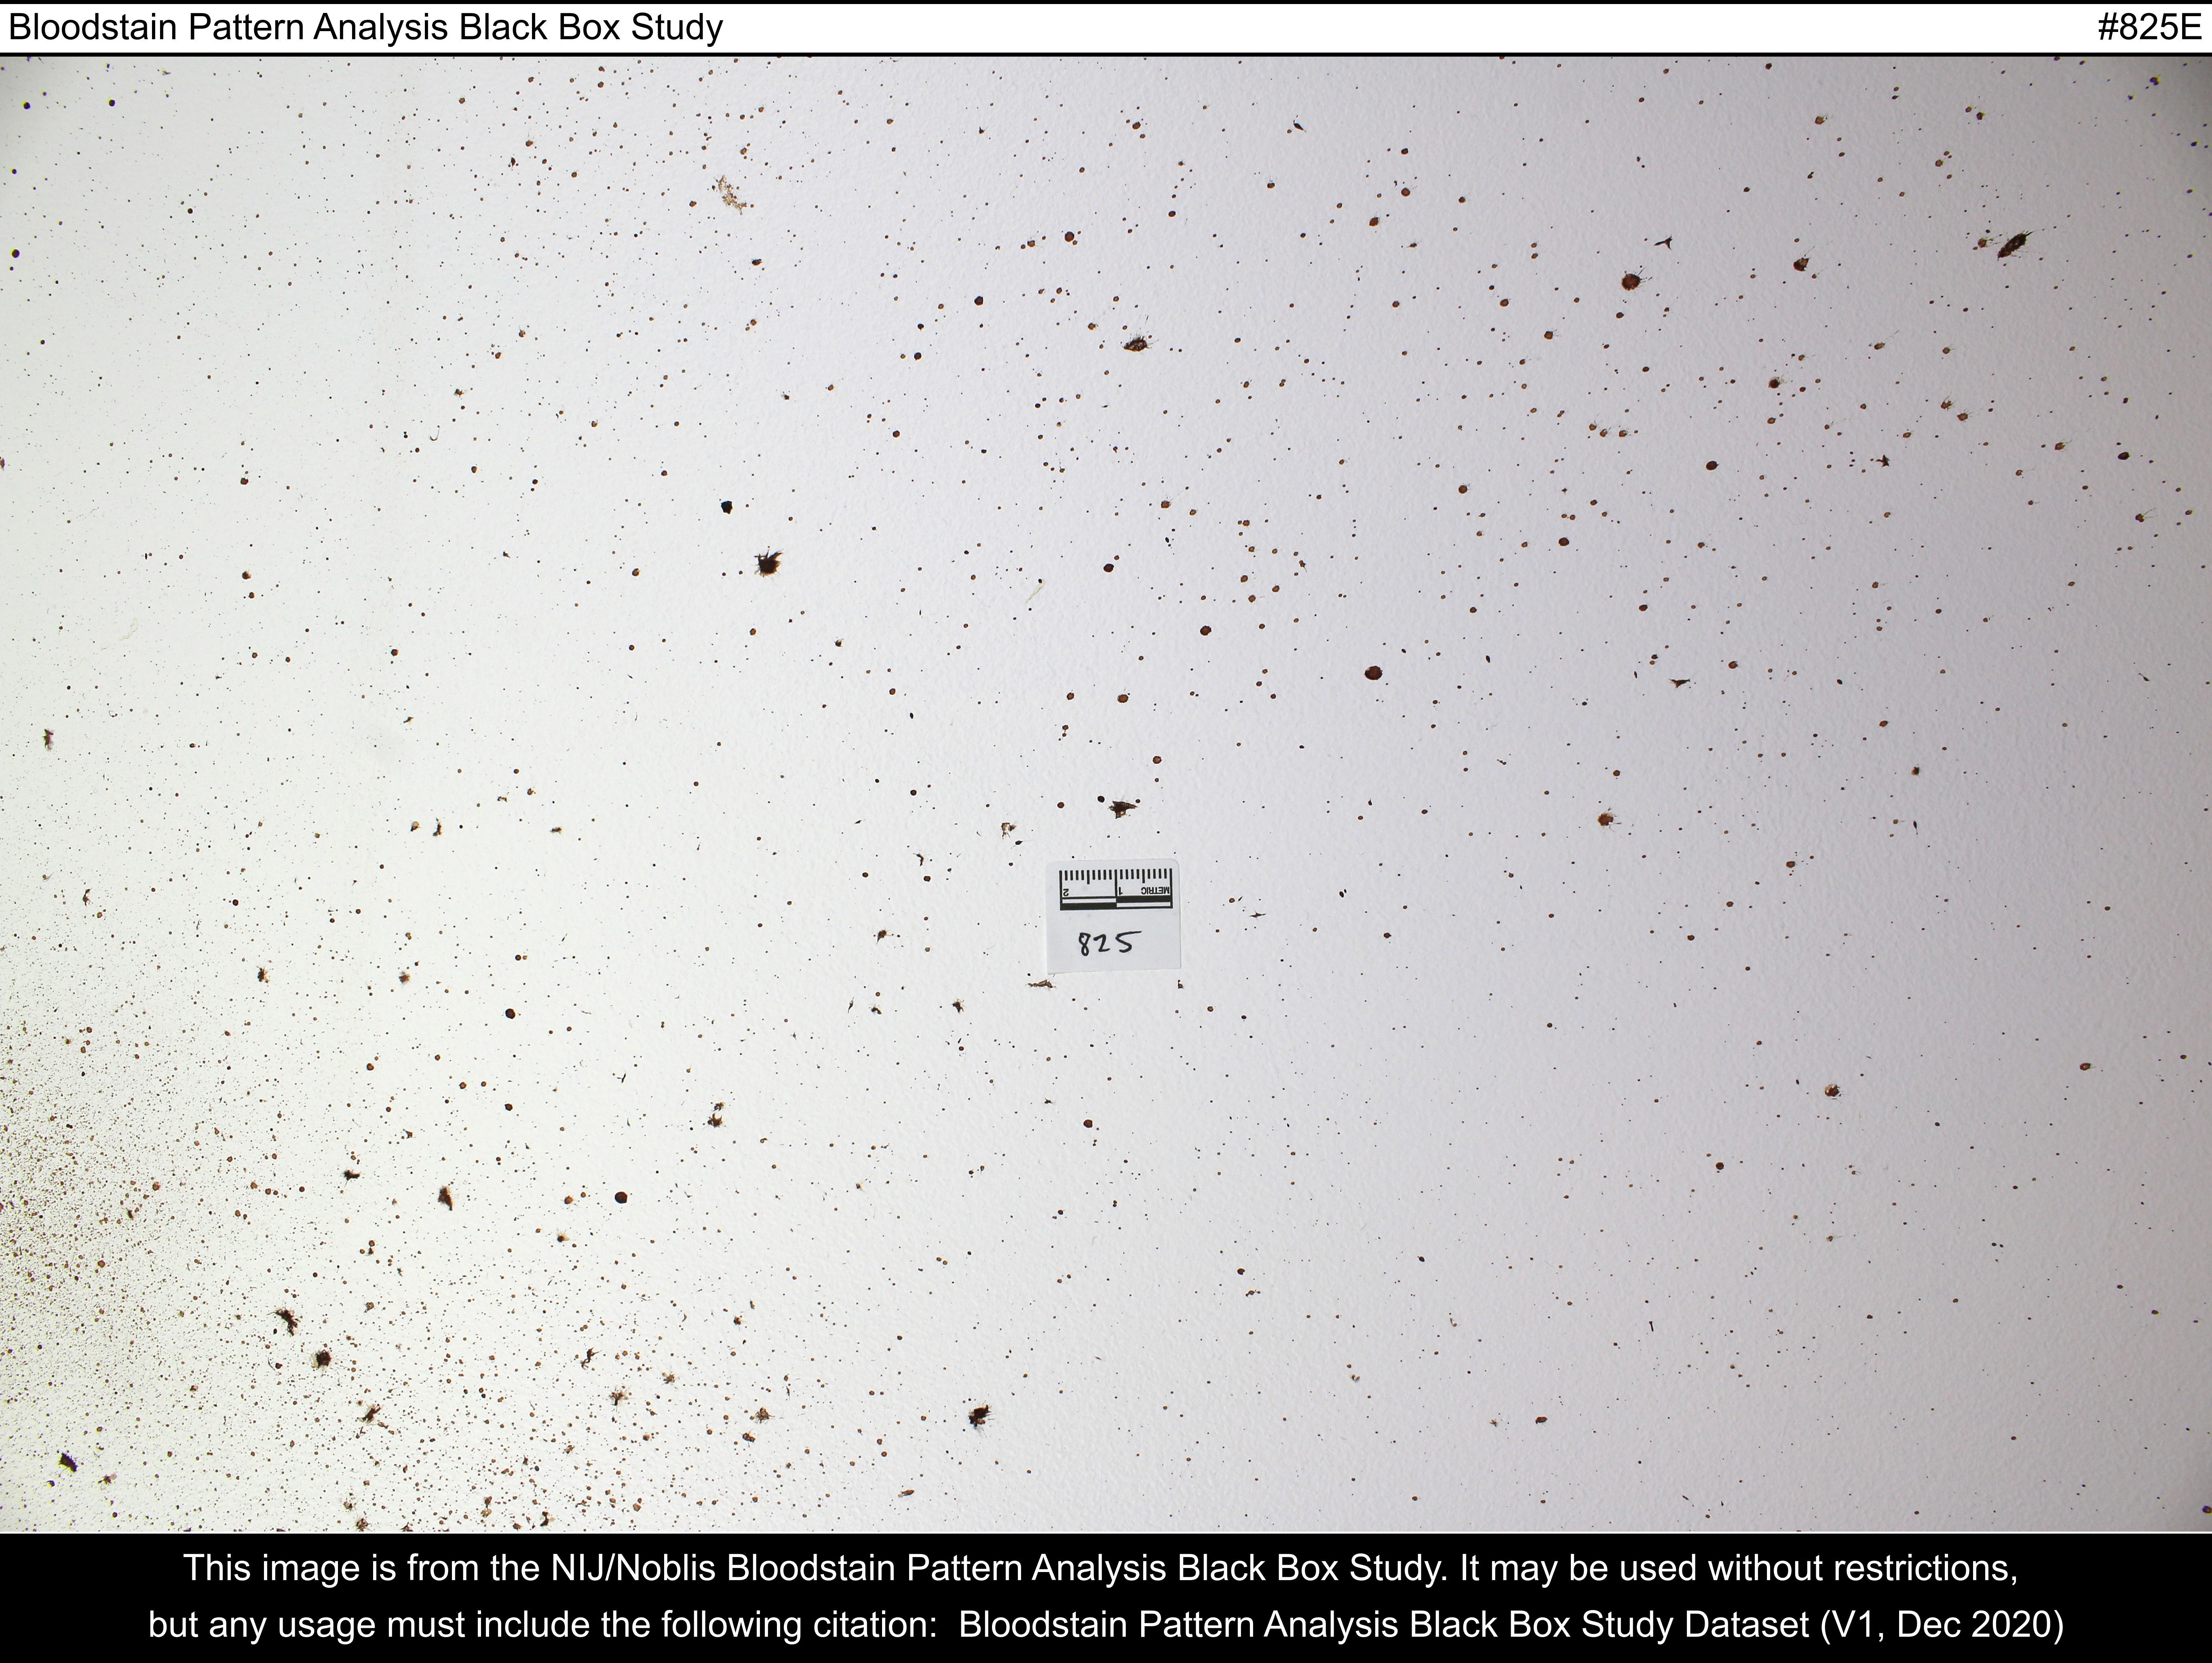 Bloodstain Pattern Analysis Black Box Study #825E
2 1 METRIC
825
This image is from the NIJ/Noblis Bloodstain Pattern Analysis Black Box Study. It may be used without restrictions,
but any usage must include the following citation: Bloodstain Pattern Analysis Black Box Study Dataset (V1, Dec 2020)